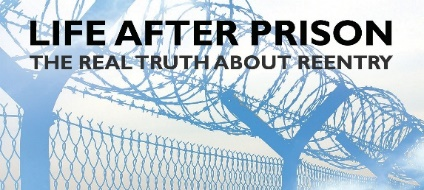 LIFE AFTER PRISON
THE REAL TRUTH ABOUT REENTRY